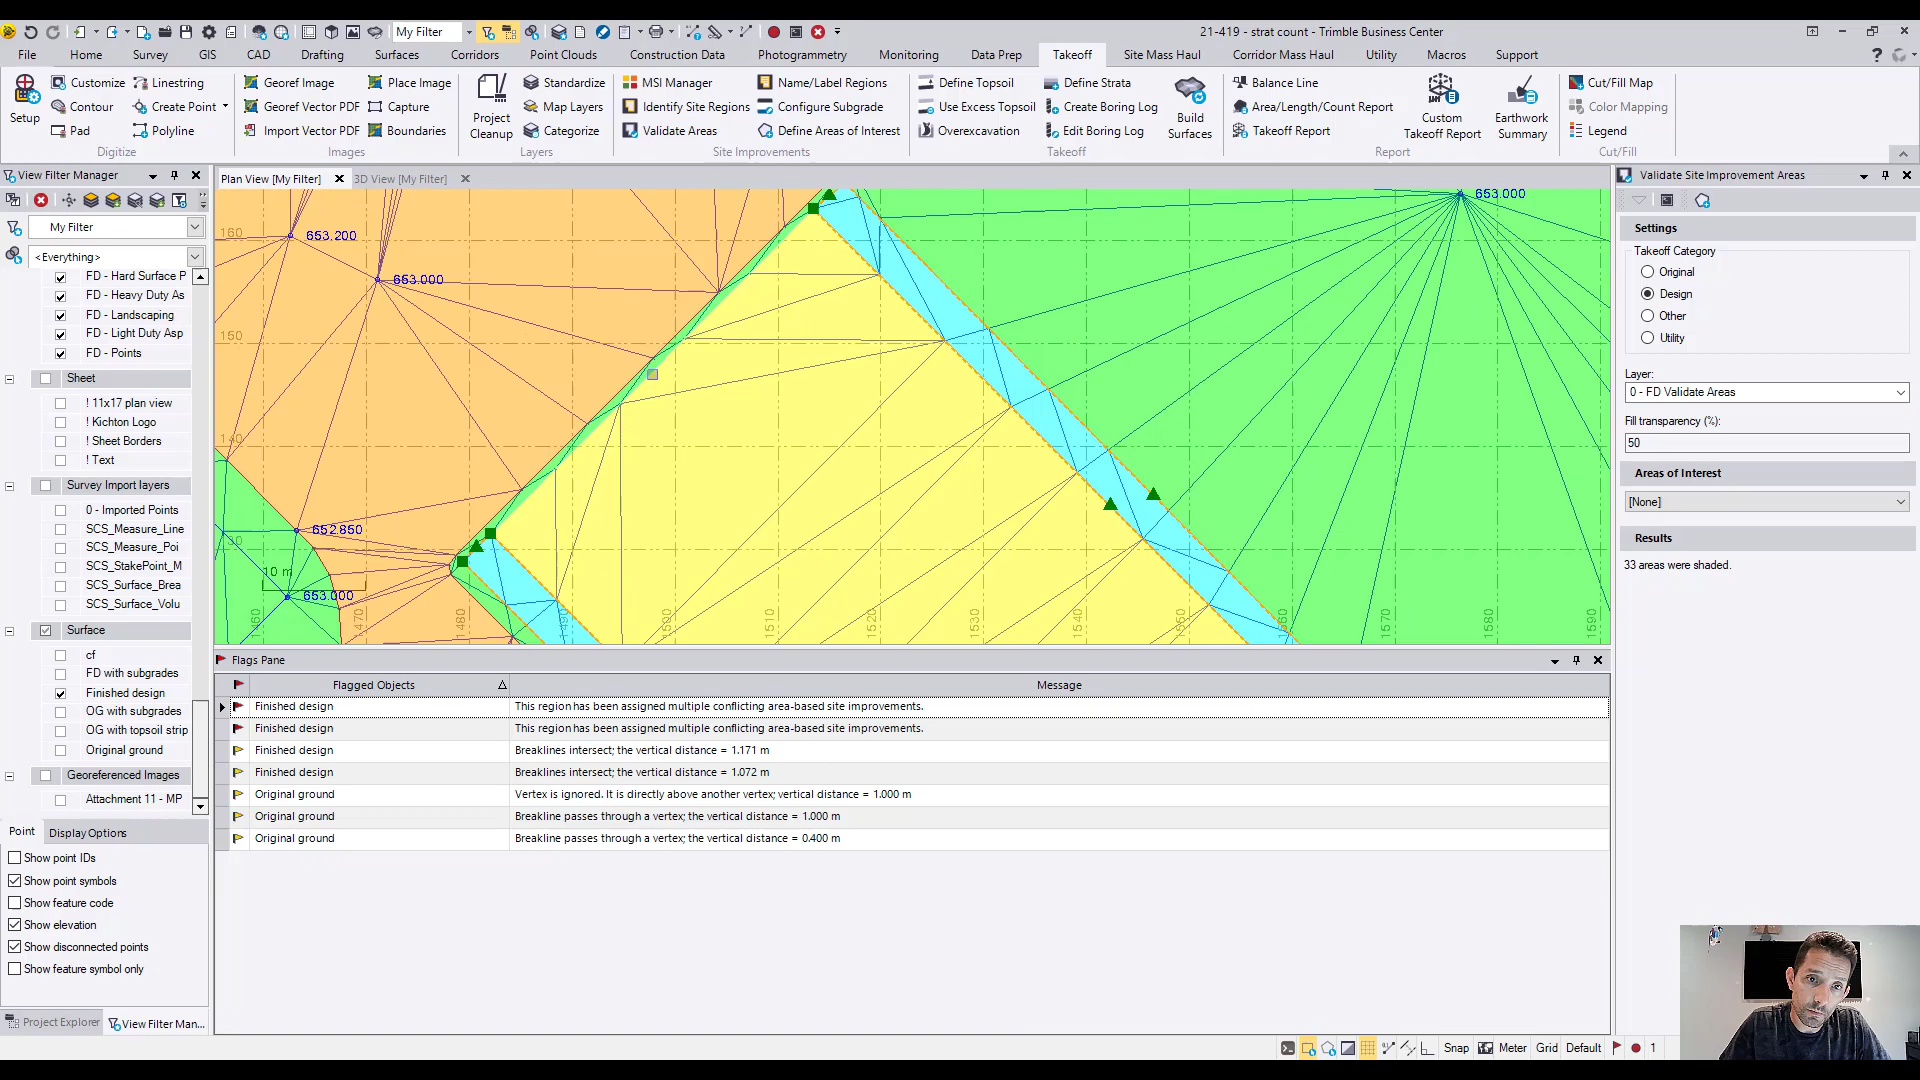 My Filter
21-419 - strat count - Trimble Business Center
File Home Survey GIS CAD Drafting Surfaces Corridors Point Clouds Construction Data Photogrammetry Monitoring Data Prep Takeoff Site Mass Haul Corridor Mass Haul Utility Macros Support
Setup
Customize
Contour
Pad
Linestring
Create Point
Polyline
Digitize
Georef Image
Georef Vector PDF
Import Vector PDF
Place Image
Capture
Boundaries
Images
Project Cleanup
Standardize
Map Layers
Categorize
Layers
MSI Manager
Identify Site Regions
Validate Areas
Name/Label Regions
Configure Subgrade
Define Areas of Interest
Site Improvements
Define Topsoil
Use Excess Topsoil
Overexcavation
Define Strata
Create Boring Log
Edit Boring Log
Build Surfaces
Takeoff
Balance Line
Area/Length/Count Report
Takeoff Report
Custom Takeoff Report
Earthwork Summary
Report
Cut/Fill Map
Color Mapping
Legend
Cut/Fill
View Filter Manager
My Filter
<Everything>
FD - Hard Surface P
FD - Heavy Duty As
FD - Landscaping
FD - Light Duty Asp
FD - Points
Sheet
! 11x17 plan view
! Kichton Logo
! Sheet Borders
! Text
Survey Import layers
0 - Imported Points
SCS_Measure_Line
SCS_Measure_Poi
SCS_StakePoint_M
SCS_Surface_Brea
SCS_Surface_Volu
Surface
cf
FD with subgrades
Finished design
OG with subgrades
OG with topsoil strip
Original ground
Georeferenced Images
Attachment 11 - MP
Point Display Options
Show point IDs
Show point symbols
Show feature code
Show elevation
Show disconnected points
Show feature symbol only
Project Explorer View Filter Man...
Plan View [My Filter] 3D View [My Filter]
653.000
160
653.200
653.000
150
140
652.850
130
10 m
653.000
1460 1470 1480 1490 1500 1510 1520 1530 1540 1550 1560 1570 1580 1590
Flags Pane
Flagged Objects Message
Finished design This region has been assigned multiple conflicting area-based site improvements.
Finished design This region has been assigned multiple conflicting area-based site improvements.
Finished design Breaklines intersect; the vertical distance = 1.171 m
Finished design Breaklines intersect; the vertical distance = 1.072 m
Original ground Vertex is ignored. It is directly above another vertex; vertical distance = 1.000 m
Original ground Breakline passes through a vertex; the vertical distance = 1.000 m
Original ground Breakline passes through a vertex; the vertical distance = 0.400 m
Validate Site Improvement Areas
Settings
Takeoff Category
Original
Design
Other
Utility
Layer:
0 - FD Validate Areas
Fill transparency (%):
50
Areas of Interest
[None]
Results
33 areas were shaded.
Snap Meter Grid Default 1